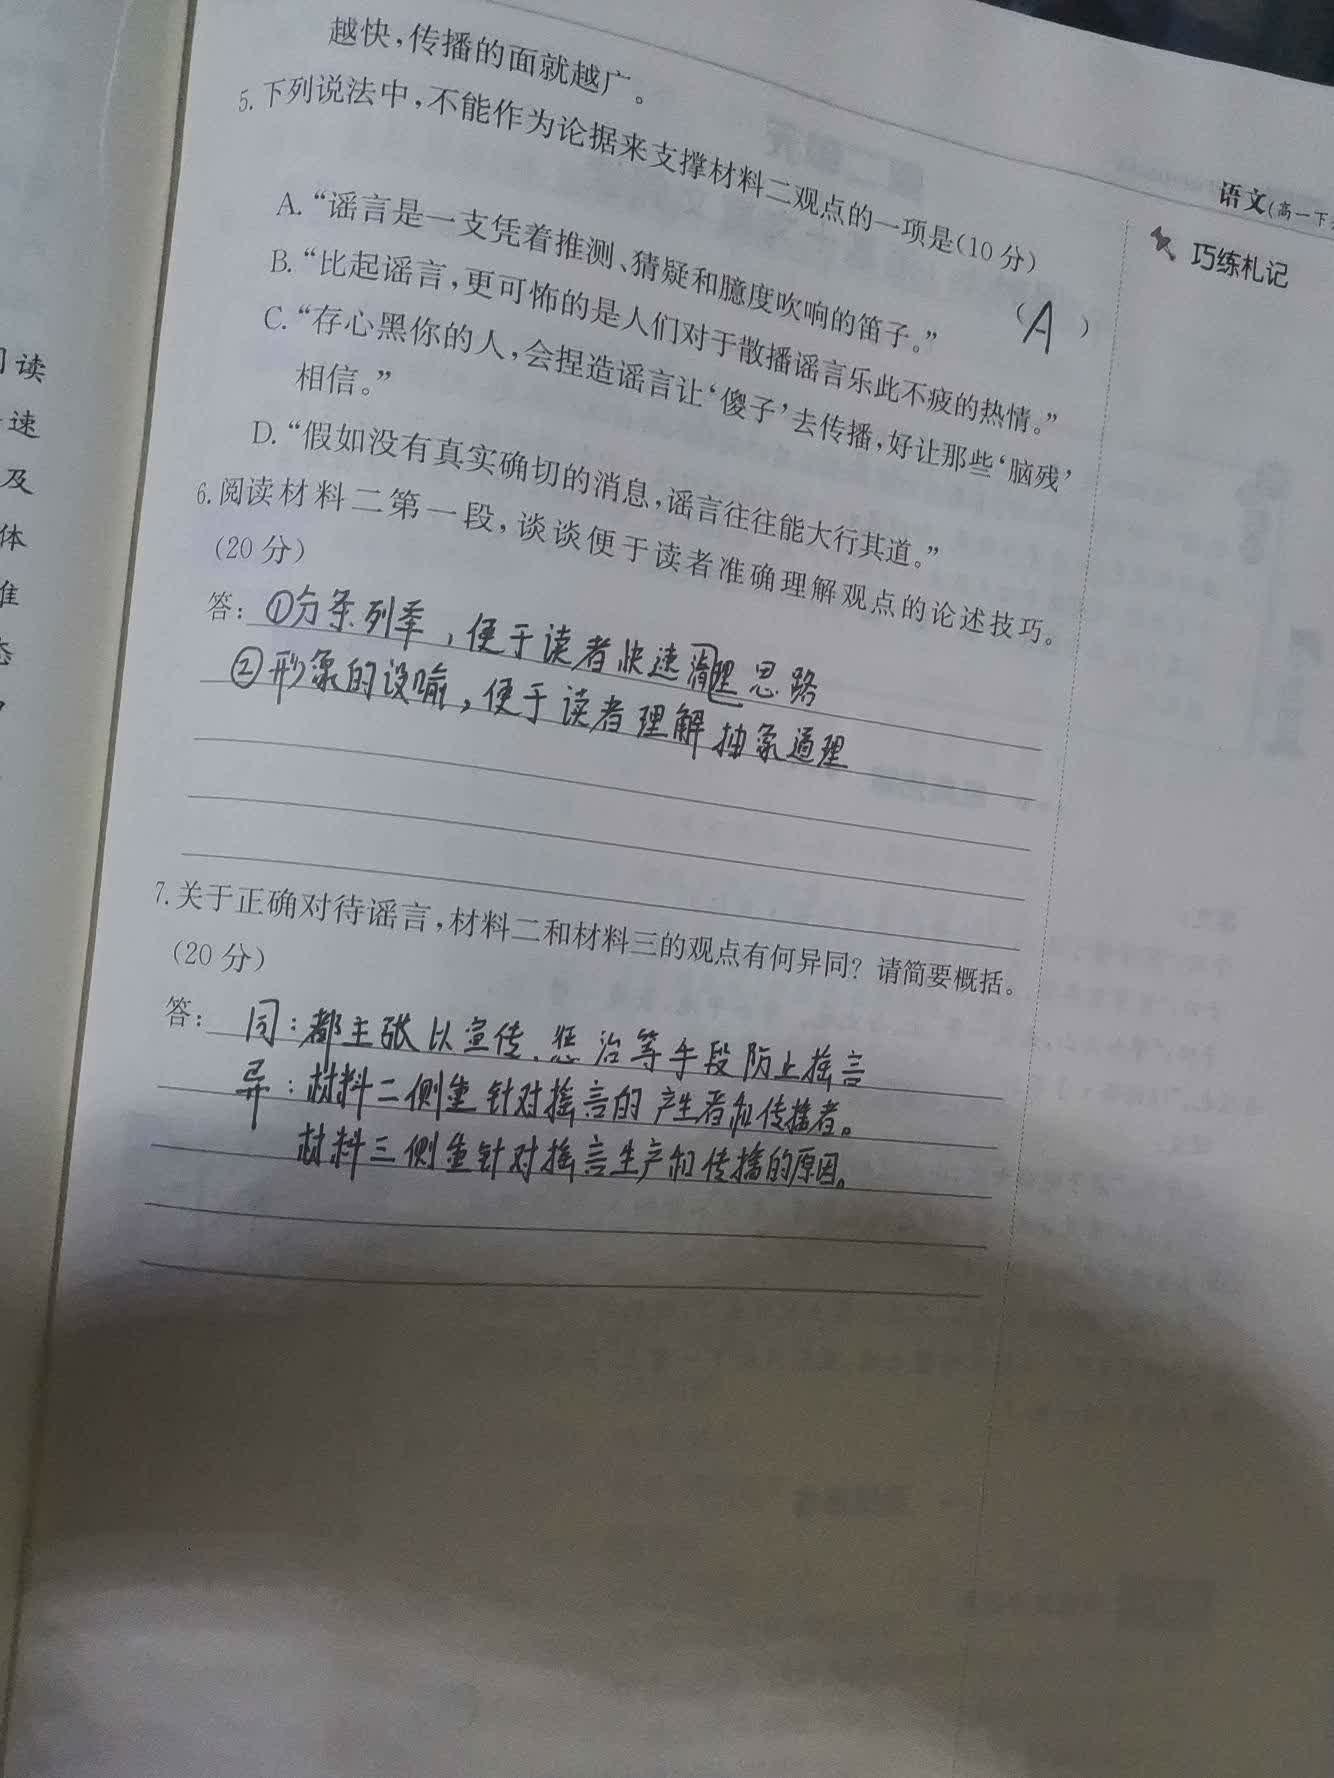 越快，传播的面就越广。
语文(高一下
巧练札记
5.下列说法中，不能作为论据来支撑材料二观点的一项是(10分)
(A)
A.“谣言是一支凭着推测、猜疑和臆度吹响的笛子。”
B.“比起谣言，更可怖的是人们对于散播谣言乐此不疲的热情。”
C.“存心黑你的人，会捏造谣言让‘傻子’去传播，好让那些‘脑残’
相信。”
D.“假如没有真实确切的消息，谣言往往能大行其道。”
6.阅读材料二第一段，谈谈便于读者准确理解观点的论述技巧。
(20分)
答：①分条列举，便于读者快速清理思路
②形象的设喻，便于读者理解抽象道理
7.关于正确对待谣言，材料二和材料三的观点有何异同？请简要概括。
(20分)
答：同：都主张以宣传、惩治等手段防止摇言
异：材料二侧重针对摇言的产生者和传播者。
材料三侧重针对摇言生产和传播的原因。
读
速
及
体
准
态